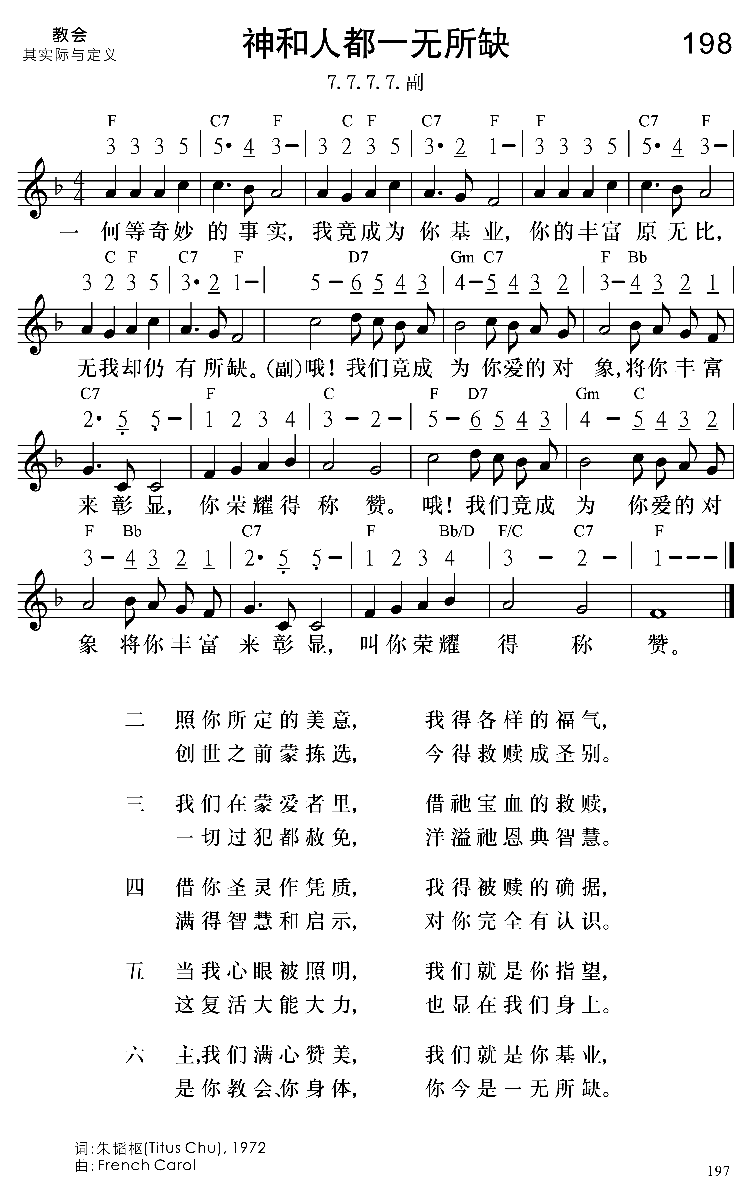 教会
其实际与定义
神和人都一无所缺
198
7.7.7.7.副
F C7 F C F C7 F F C7 F
3 3 3 5 | 5• 4 3– | 3 2 3 5 | 3• 2 1– | 3 3 3 5 | 5• 4 3– |
4/4
一 何等奇妙的事实, 我竟成为你基业, 你的丰富原无比,
C F C7 F D7 Gm C7 F Bb
3 2 3 5 | 3• 2 1– | 5 – 6 5 4 3 | 4–5 4 3 2 | 3–4 3 2 1 |
无我却仍有所缺。(副)哦! 我们竟成为你爱的对象,将你丰富
C7 F C F D7 Gm C
2• 5 5 – | 1 2 3 4 | 3 – 2 – | 5 –6 5 4 3 | 4 – 5 4 3 2 |
来彰显, 你荣耀得称赞。哦! 我们竟成为你爱的对
F Bb C7 F Bb/D F/C C7 F
3 – 4 3 2 1 | 2• 5 5 – | 1 2 3 4 | 3 – 2 – | 1 – – – |
象将你丰富来彰显, 叫你荣耀得称赞。
二 照你所定的美意, 我得各样的福气,
创世之前蒙拣选, 今得救赎成圣别。
三 我们在蒙爱者里, 借祂宝血的救赎,
一切过犯都赦免, 洋溢祂恩典智慧。
四 借你圣灵作凭质, 我得被赎的确据,
满得智慧和启示, 对你完全有认识。
五 当我心眼被照明, 我们就是你指望,
这复活大能大力, 也显在我们身上。
六 主,我们满心赞美, 我们就是你基业,
是你教会、你身体, 你今是一无所缺。
词:朱韬枢(Titus Chu), 1972
曲:French Carol
197